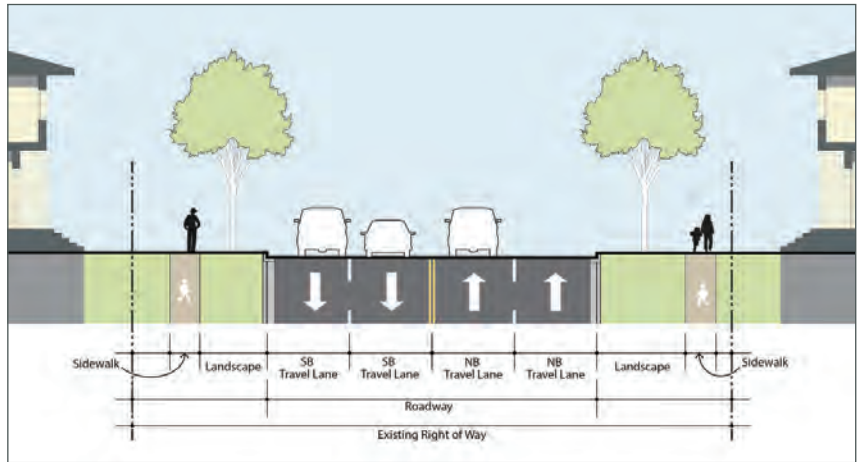 Sidewalk
Landscape
SB
Travel Lane
SB
Travel Lane
NB
Travel Lane
NB
Travel Lane
Landscape
Sidewalk
Roadway
Existing Right of Way